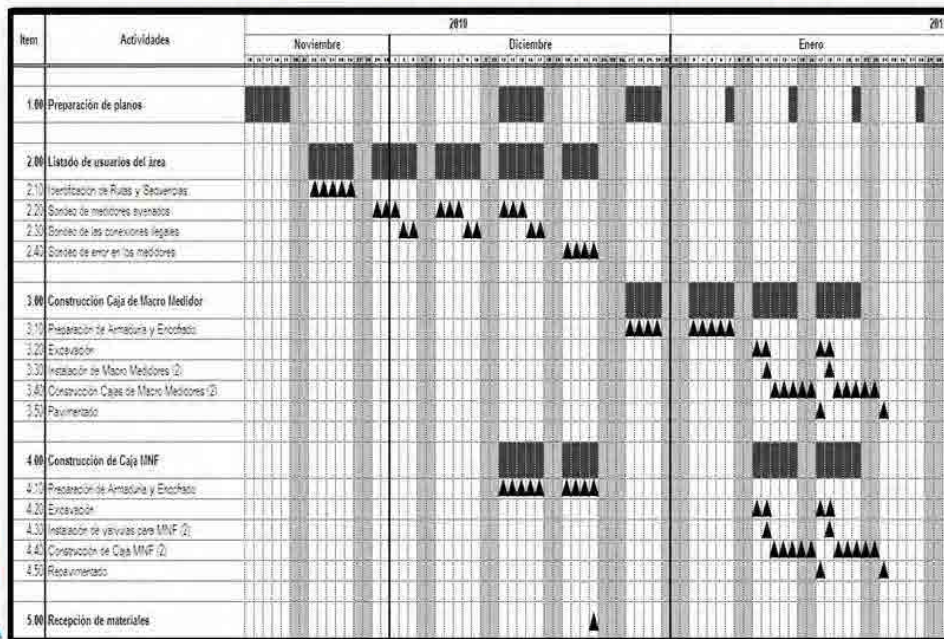 2010
201
Item
Actividades
Noviembre
Diciembre
Enero
1.00 Preparación de planos
2.00 Listado de usuarios del área
2.10 Identificación de Rutas y Secuencias
2.20 Sondeo de medidores averiados
2.30 Sondeo de las conexiones ilegales
2.40 Sondeo de error en los medidores
3.00 Construcción Caja de Macro Medidor
3.10 Preparación de Armaduría y Encofrado
3.20 Excavación
3.30 Instalación de Macro Medidores (2)
3.40 Construcción Cajas de Macro Medidores (2)
3.50 Pavimentado
4.00 Construcción de Caja MNF
4.10 Preparación de Armaduría y Encofrado
4.20 Excavación
4.30 Instalación de valvulas para MNF (2)
4.40 Construcción de Caja MNF (2)
4.50 Repavimentado
5.00 Recepción de materiales